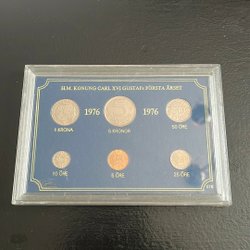 H.M. KONUNG CARL XVI GUSTAFs FÖRSTA ÅRSET
1976 1976
1 KRONA 5 KRONOR 50 ÖRE
10 ÖRE 5 ÖRE 25 ÖRE